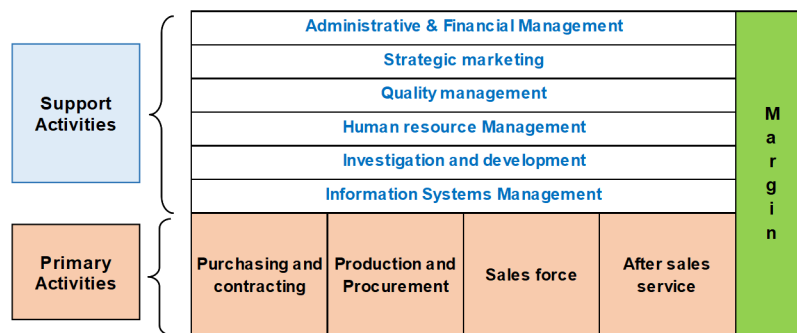 Administrative & Financial Management
Strategic marketing
Quality management
Human resource Management
Investigation and development
Information Systems Management
Support
Activities
Margin
Primary
Activities
Purchasing and
contracting
Production and
Procurement
Sales force
After sales
service